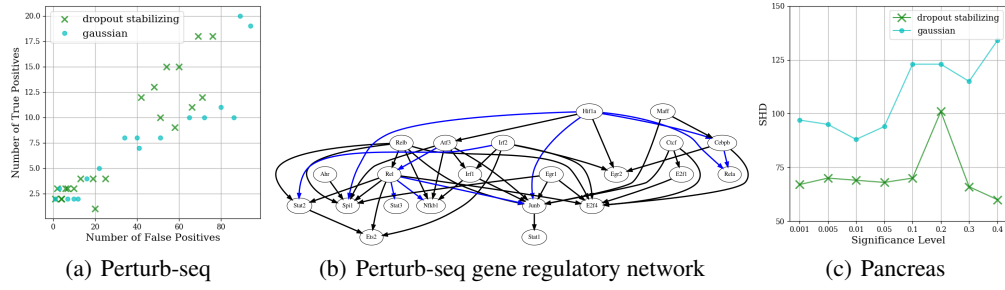 20.0
17.5
15.0
12.5
10.0
7.5
5.0
2.5
Number of True Positives
dropout stabilizing
gaussian
0 20 40 60 80
Number of False Positives
(a) Perturb-seq
Hif1a Maff
Relb Atf3 Irf2 Ctcf Cebpb
Ahr Rel Irf1 Egr1 Egr2 E2f1 Rela
Stat2 Spi1 Stat3 Nfkb1 Junb E2f4
Ets2 Stat1
(b) Perturb-seq gene regulatory network
150
125
100
75
50
SHD
dropout stabilizing
gaussian
0.001 0.005 0.01 0.05 0.1 0.2 0.3 0.4
Significance Level
(c) Pancreas